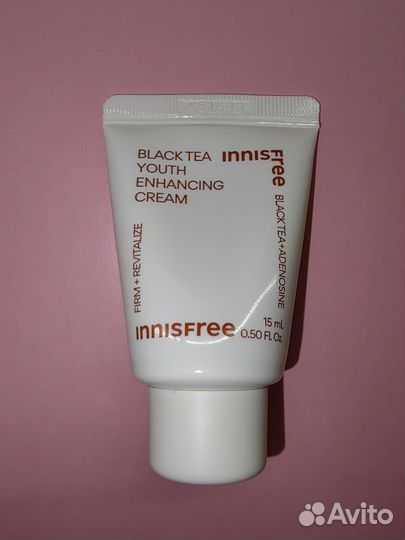 BLACK TEA
YOUTH
ENHANCING
CREAM
INNISFree
FIRM + REVITALIZE
BLACK TEA + ADENOSINE
INNISFree
15 mL
0.50 FL Oz.
Avito